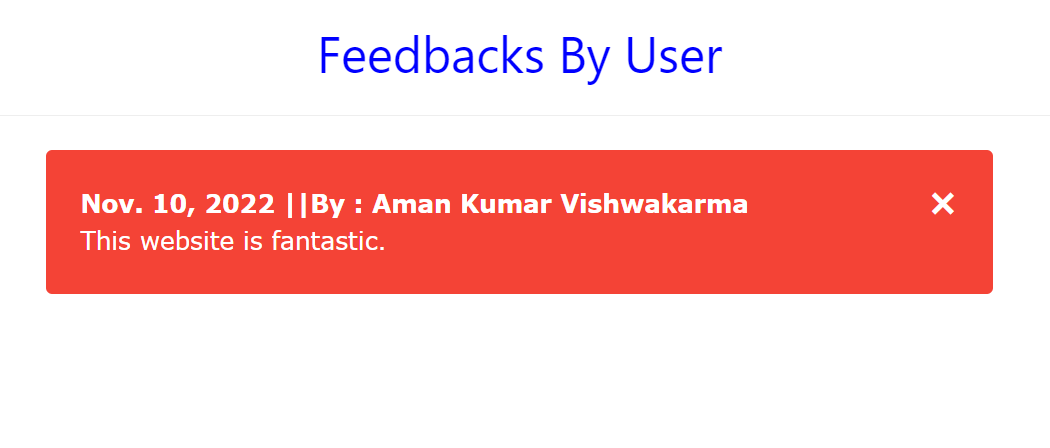 Feedbacks By User
Nov. 10, 2022 ||By : Aman Kumar Vishwakarma
This website is fantastic.